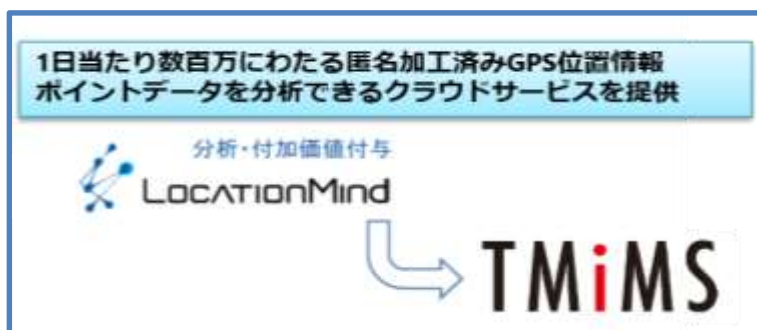 1日当たり数百万にわたる匿名加工済みGPS位置情報
ポイントデータを分析できるクラウドサービスを提供
分析・付加価値付与
LocationMind
TMiMS